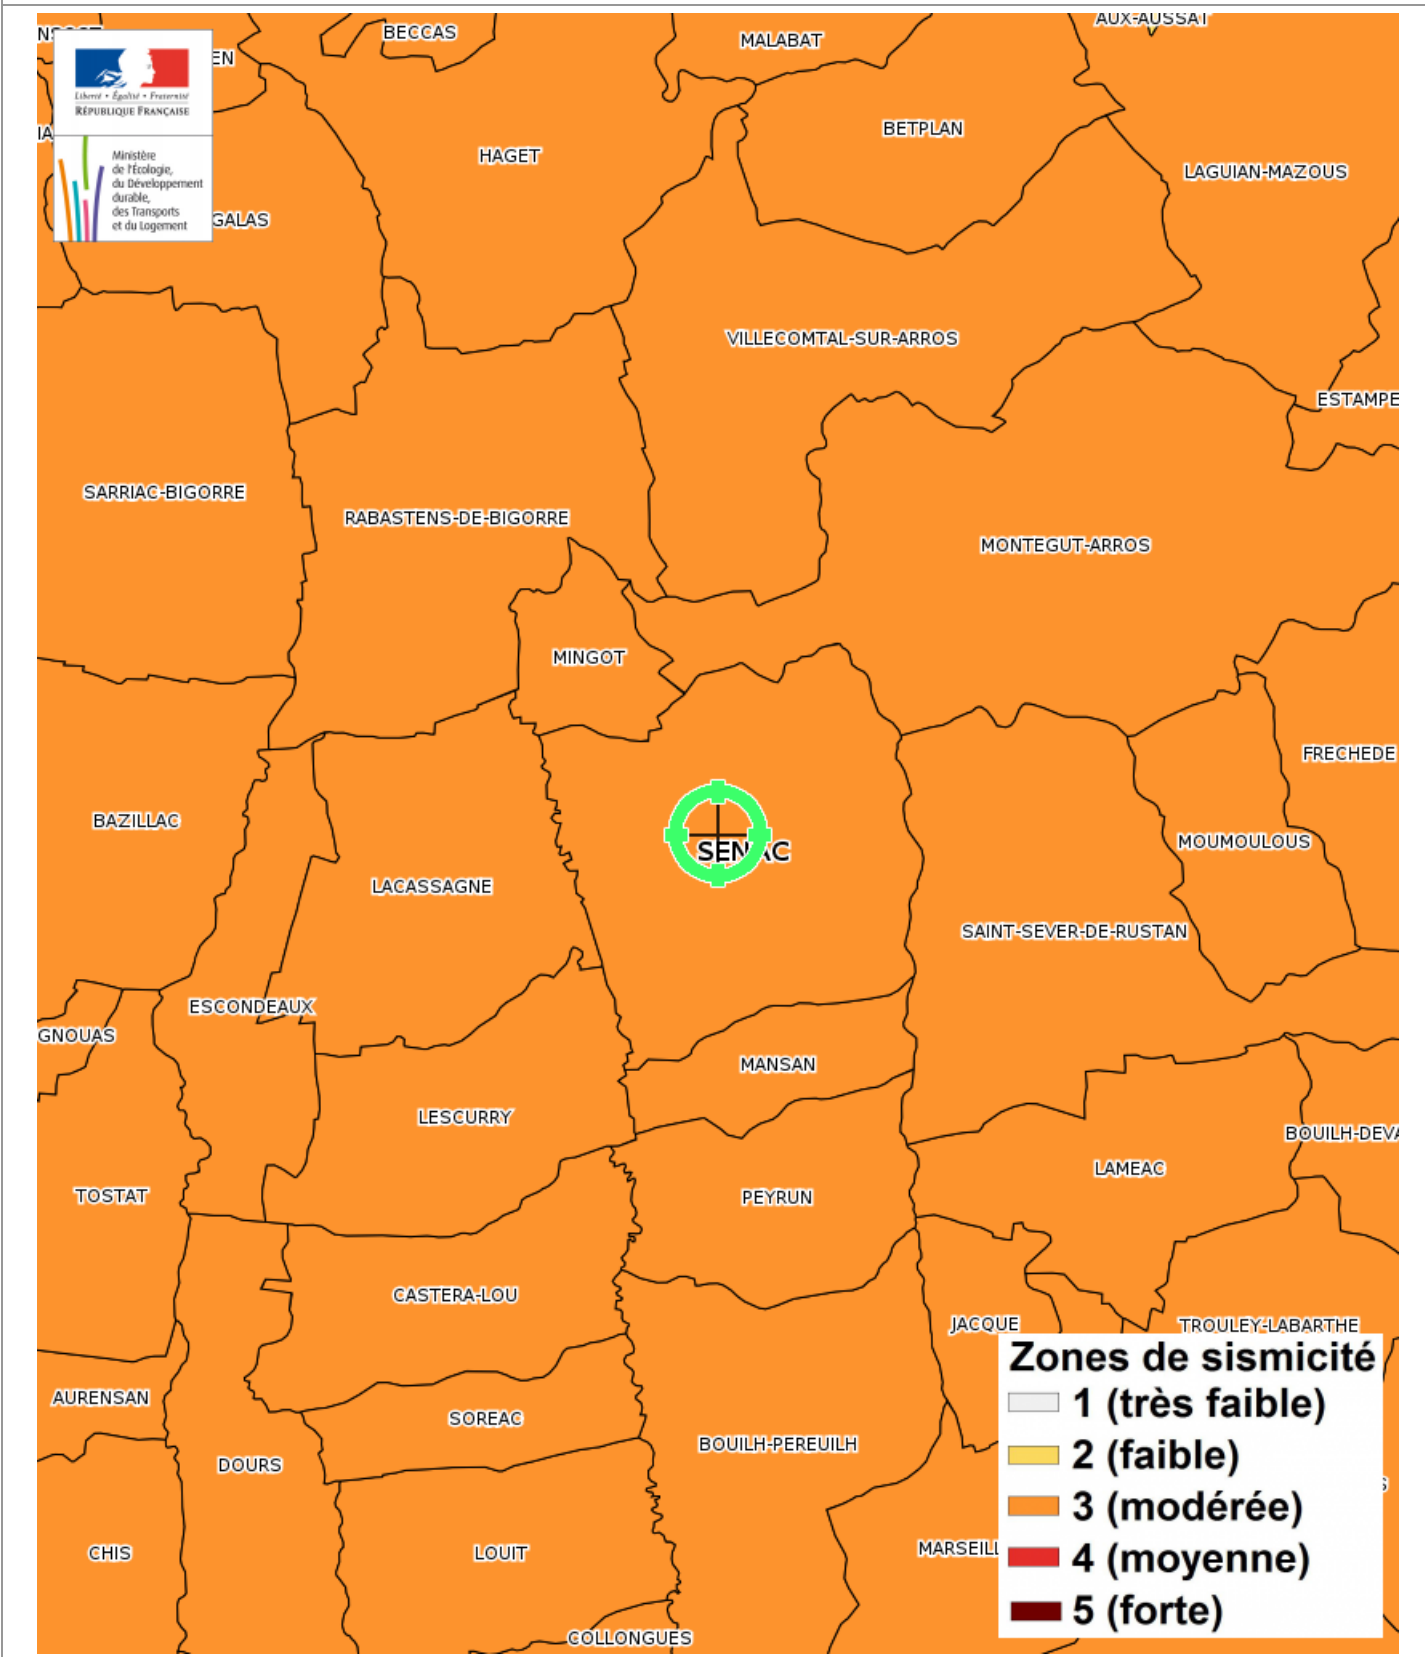 BECCAS
MALABAT
AUX-AUSSAT
EN
Liberté • Égalité • Fraternité
RÉPUBLIQUE FRANÇAISE
BETPLAN
IA
HAGET
Ministère
de l'Écologie,
du Développement
durable,
des Transports
et du Logement
LAGUIAN-MAZOUS
GALAS
VILLECOMTAL-SUR-ARROS
ESTAMPE
SARRIAC-BIGORRE
RABASTENS-DE-BIGORRE
MONTEGUT-ARROS
MINGOT
FRECHEDE
BAZILLAC
MOUMOULOUS
SENAC
LACASSAGNE
SAINT-SEVER-DE-RUSTAN
ESCONDEAUX
GNOUAS
MANSAN
LESCURRY
BOUILH-DEVA
LAMEAC
TOSTAT
PEYRUN
CASTERA-LOU
JACQUE
TROULEY-LABARTHE
AURENSAN
SOREAC
BOUILH-PEREUILH
DOURS
CHIS
LOUIT
MARSEILL
COLLONGUES
Zones de sismicité
1 (très faible)
2 (faible)
3 (modérée)
4 (moyenne)
5 (forte)
S